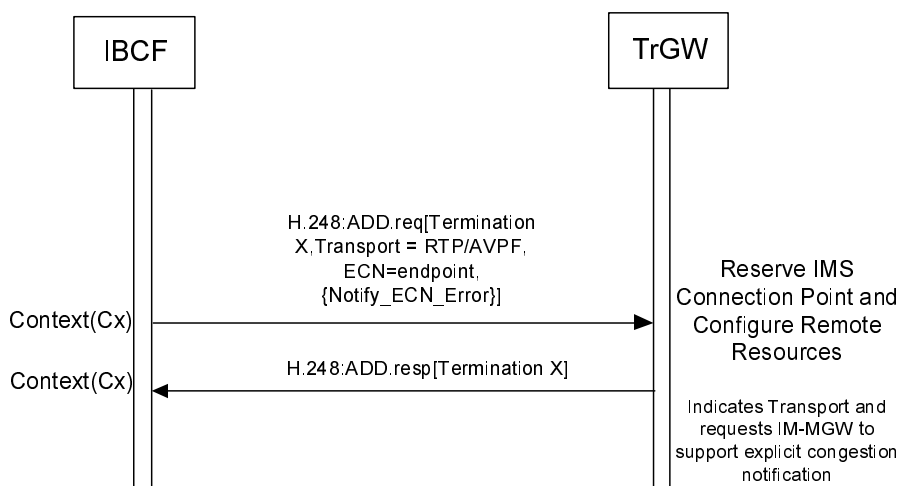 IBCF
TrGW
H.248:ADD.req[Termination
X,Transport = RTP/AVPF,
ECN=endpoint,
{Notify_ECN_Error}]
Reserve IMS
Connection Point and
Configure Remote
Resources
Context(Cx)
H.248:ADD.resp[Termination X]
Context(Cx)
Indicates Transport and
requests IM-MGW to
support explicit congestion
notification